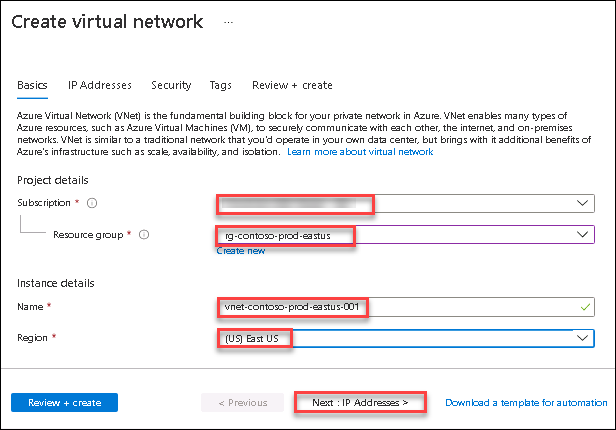 Create virtual network ...
Basics IP Addresses Security Tags Review + create
Azure Virtual Network (VNet) is the fundamental building block for your private network in Azure. VNet enables many types of
Azure resources, such as Azure Virtual Machines (VM), to securely communicate with each other, the internet, and on-premises
networks. VNet is similar to a traditional network that you'd operate in your own data center, but brings with it additional benefits of
Azure's infrastructure such as scale, availability, and isolation. Learn more about virtual network
Project details
Subscription *
Resource group *
rg-contoso-prod-eastus
Create new
Instance details
Name *
vnet-contoso-prod-eastus-001
Region *
(US) East US
Review + create
< Previous
Next : IP Addresses >
Download a template for automation